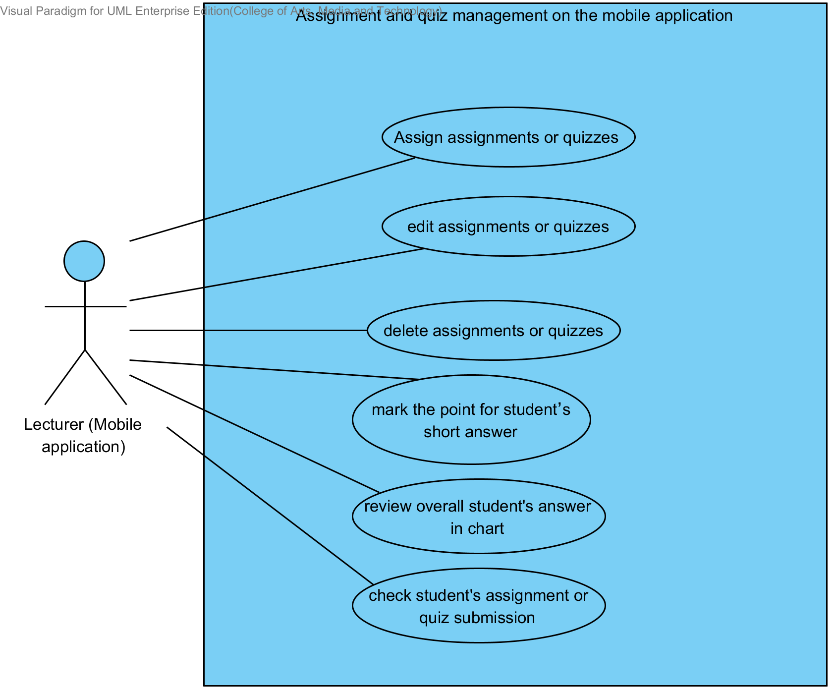 Visual Paradigm for UML Enterprise Edition(College of Arts, Media and Technology)
Assignment and quiz management on the mobile application
Assign assignments or quizzes
edit assignments or quizzes
delete assignments or quizzes
mark the point for student's
short answer
Lecturer (Mobile
application)
review overall student's answer
in chart
check student's assignment or
quiz submission